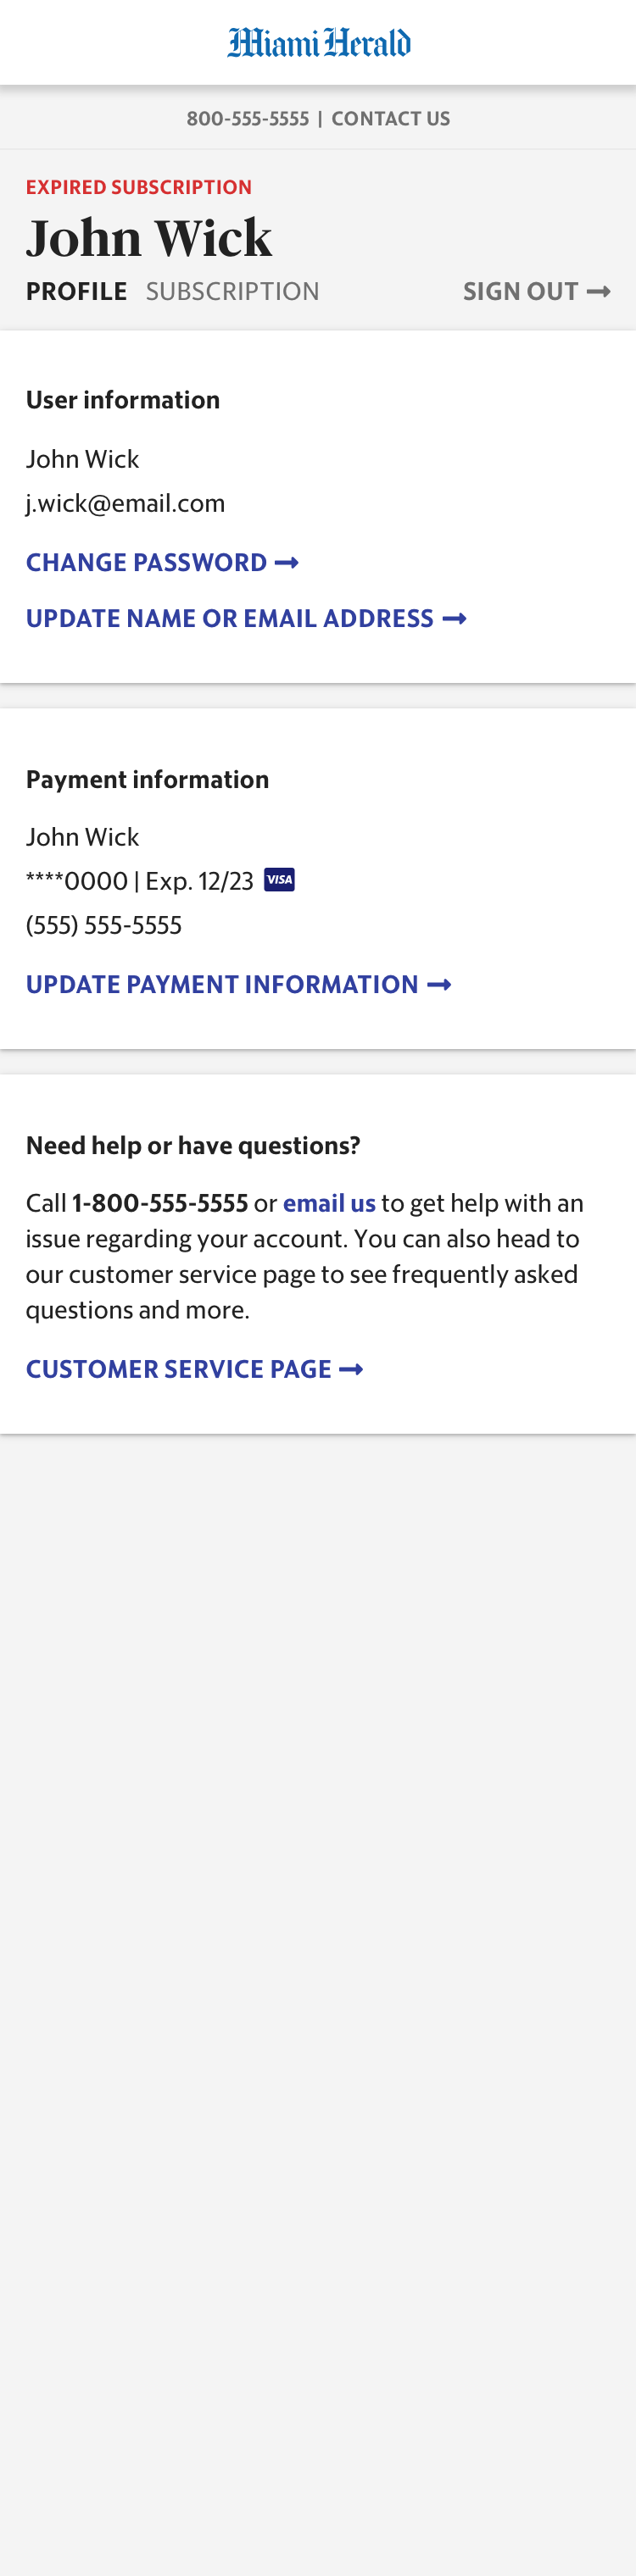 Miami Herald
800-555-5555 | CONTACT US
EXPIRED SUBSCRIPTION
John Wick
PROFILE SUBSCRIPTION SIGN OUT
User information
John Wick
j.wick@email.com
CHANGE PASSWORD
UPDATE NAME OR EMAIL ADDRESS
Payment information
John Wick
****0000 | Exp. 12/23 VISA
(555) 555-5555
UPDATE PAYMENT INFORMATION
Need help or have questions?
Call 1-800-555-5555 or email us to get help with an
issue regarding your account. You can also head to
our customer service page to see frequently asked
questions and more.
CUSTOMER SERVICE PAGE